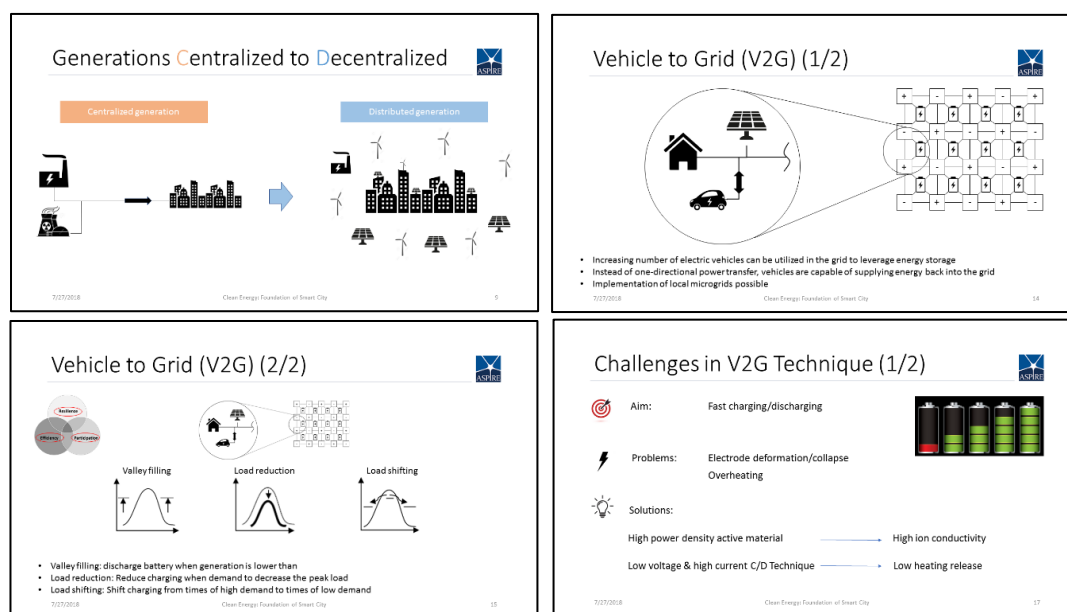 Generations Centralized to Decentralized
ASPIRE
Centralized generation
Distributed generation
7/27/2018
Clean Energy: Foundation of Smart City
9
Vehicle to Grid (V2G) (1/2)
ASPIRE
+ - + - +
- + - + -
+ - + - +
- + - + -
• Increasing number of electric vehicles can be utilized in the grid to leverage energy storage
• Instead of one-directional power transfer, vehicles are capable of supplying energy back into the grid
• Implementation of local microgrids possible
7/27/2018
Clean Energy: Foundation of Smart City
14
Vehicle to Grid (V2G) (2/2)
ASPIRE
Resilience
Efficiency
Participation
Valley filling
Load reduction
Load shifting
• Valley filling: discharge battery when generation is lower than
• Load reduction: Reduce charging when demand to decrease the peak load
• Load shifting: Shift charging from times of high demand to times of low demand
7/27/2018
Clean Energy: Foundation of Smart City
15
Challenges in V2G Technique (1/2)
ASPIRE
Aim: Fast charging/discharging
Problems: Electrode deformation/collapse
Overheating
Solutions:
High power density active material High ion conductivity
Low voltage & high current C/D Technique Low heating release
7/27/2018
Clean Energy: Foundation of Smart City
17